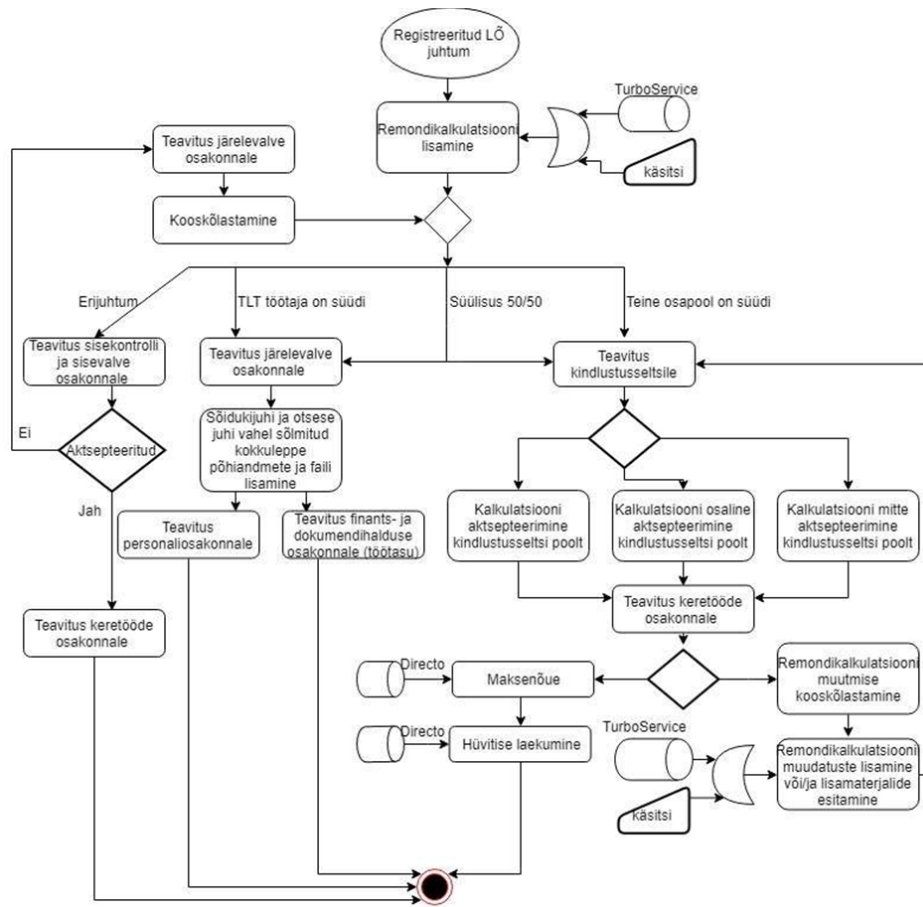 Registreeritud LÕ
juhtum
TurboService
Remondikalkulatsiooni
lisamine
käsitsi
Teavitus järelevalve
osakonnale
Kooskõlastamine
Erijuhtum
TLT töötaja on süüdi
Süülisus 50/50
Teine osapool on süüdi
Teavitus sisekontrolli
ja sisevalve
osakonnale
Teavitus järelevalve
osakonnale
Teavitus
kindlustusseltsile
Ei
Aktsepteeritud
Jah
Sõidukijuhi ja otsese
juhi vahel sõlmitud
kokkuleppe
põhiandmete ja faili
lisamine
Teavitus
personaliosakonnale
Teavitus finants- ja
dokumendihalduse
osakonnale (töötasu)
Kalkulatsiooni
aktsepteerimine
kindlustusseltsi poolt
Kalkulatsiooni osaline
aktsepteerimine
kindlustusseltsi poolt
Kalkulatsiooni mitte
aktsepteerimine
kindlustusseltsi poolt
Teavitus keretööde
osakonnale
Teavitus keretööde
osakonnale
Directo
Maksenõue
Remondikalkulatsiooni
muutmise
kooskõlastamine
Directo
Hüvitise laekumine
TurboService
käsitsi
Remondikalkulatsiooni
muudatuste lisamine
või/ja lisamaterjalide
esitamine